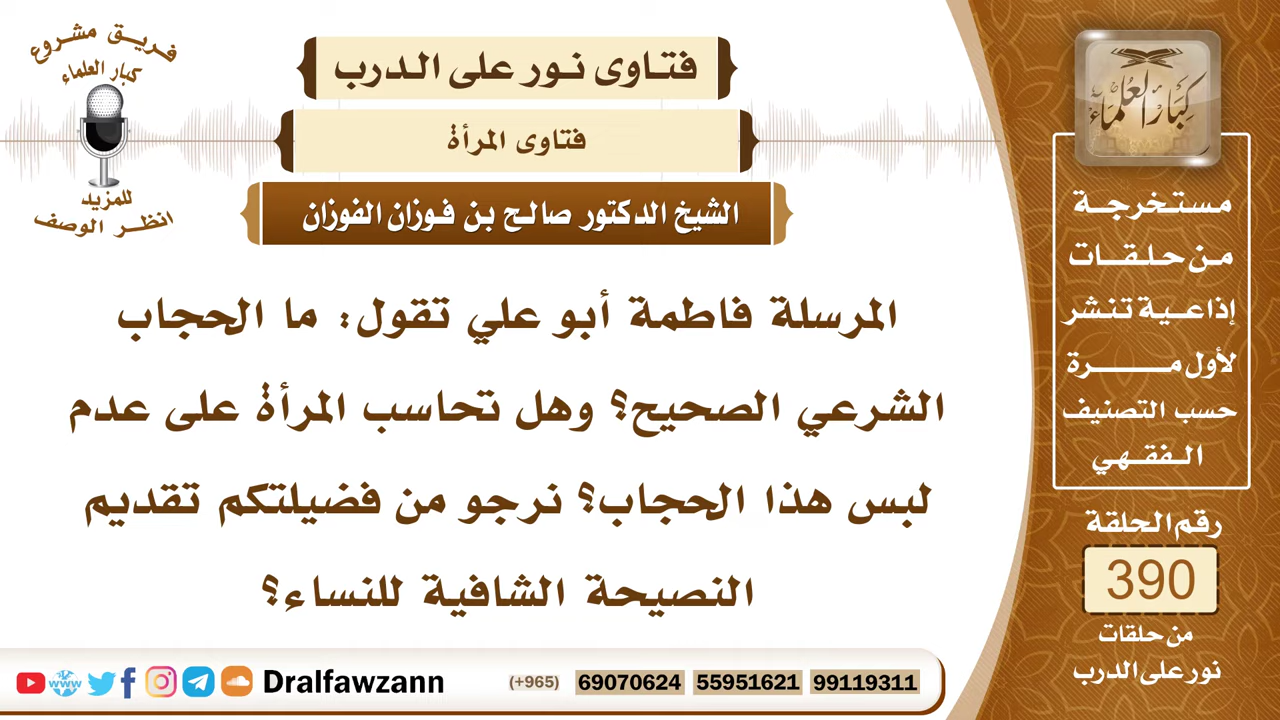 فريق مشروع
كبار العلماء
للمزيد
انظر الوصف
فتاوى نور على الدرب
فتاوى المرأة
الشيخ الدكتور صالح بن فوزان الفوزان
المرسلة فاطمة أبو علي تقول: ما الحجاب
الشرعي الصحيح؟ وهل تحاسب المرأة على عدم
لبس هذا الحجاب؟ نرجو من فضيلتكم تقديم
النصيحة الشافية للنساء؟
كبار العلماء
مستخرجة
من حلقات
إذاعية تنشر
لأول مرة
حسب التصنيف
الفقهي
رقم الحلقة
390
من حلقات
نور على الدرب
www
Dralfawzann (+965) 69070624 55951621 99119311